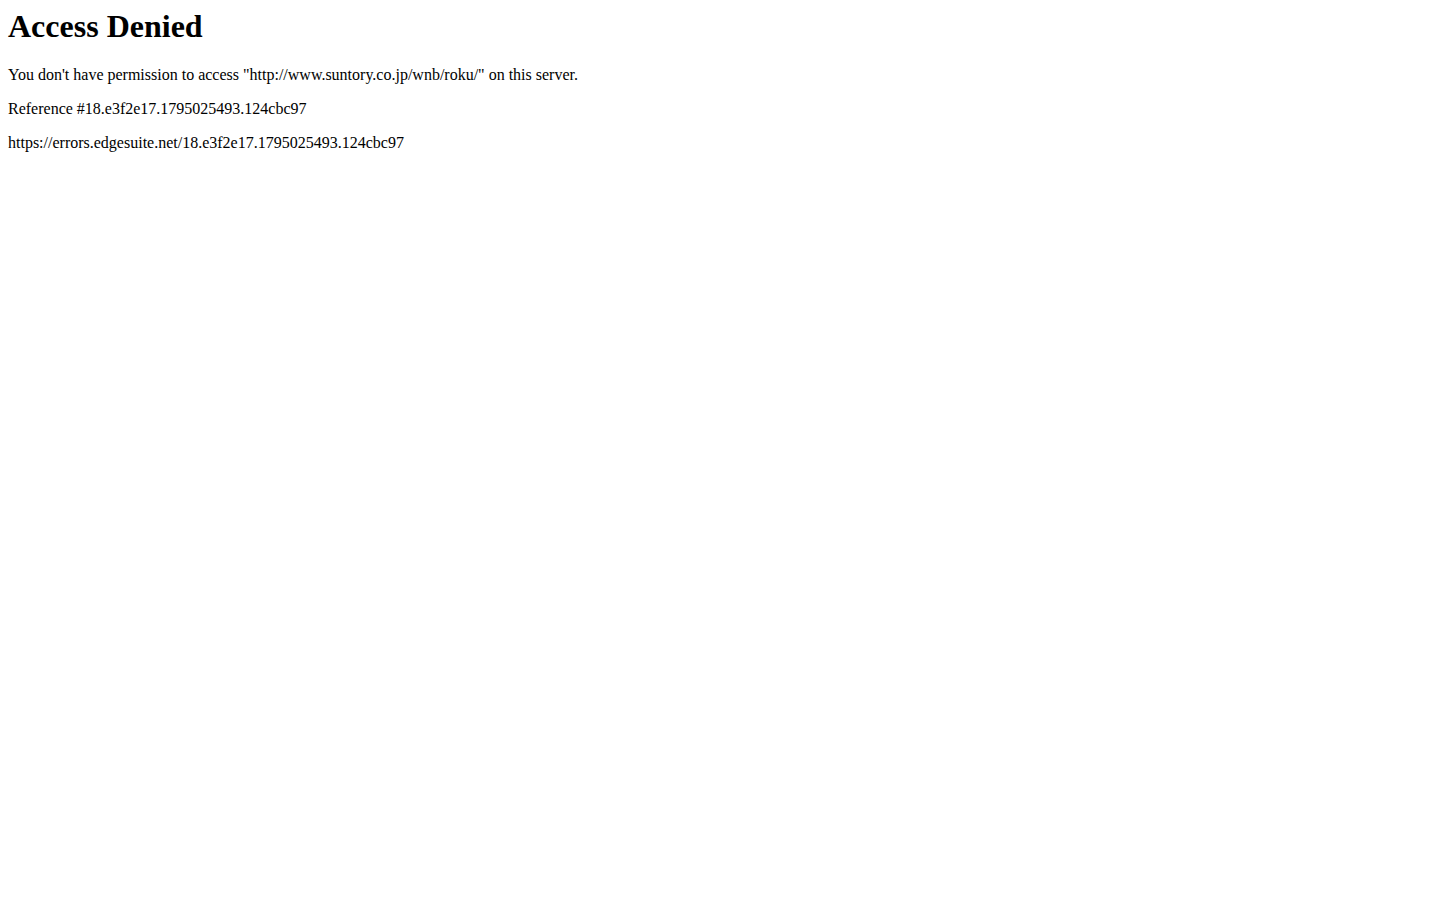 Access Denied
You don't have permission to access "http://www.suntory.co.jp/wnb/roku/" on this server.
Reference #18.e3f2e17.1795025493.124cbc97
https://errors.edgesuite.net/18.e3f2e17.1795025493.124cbc97